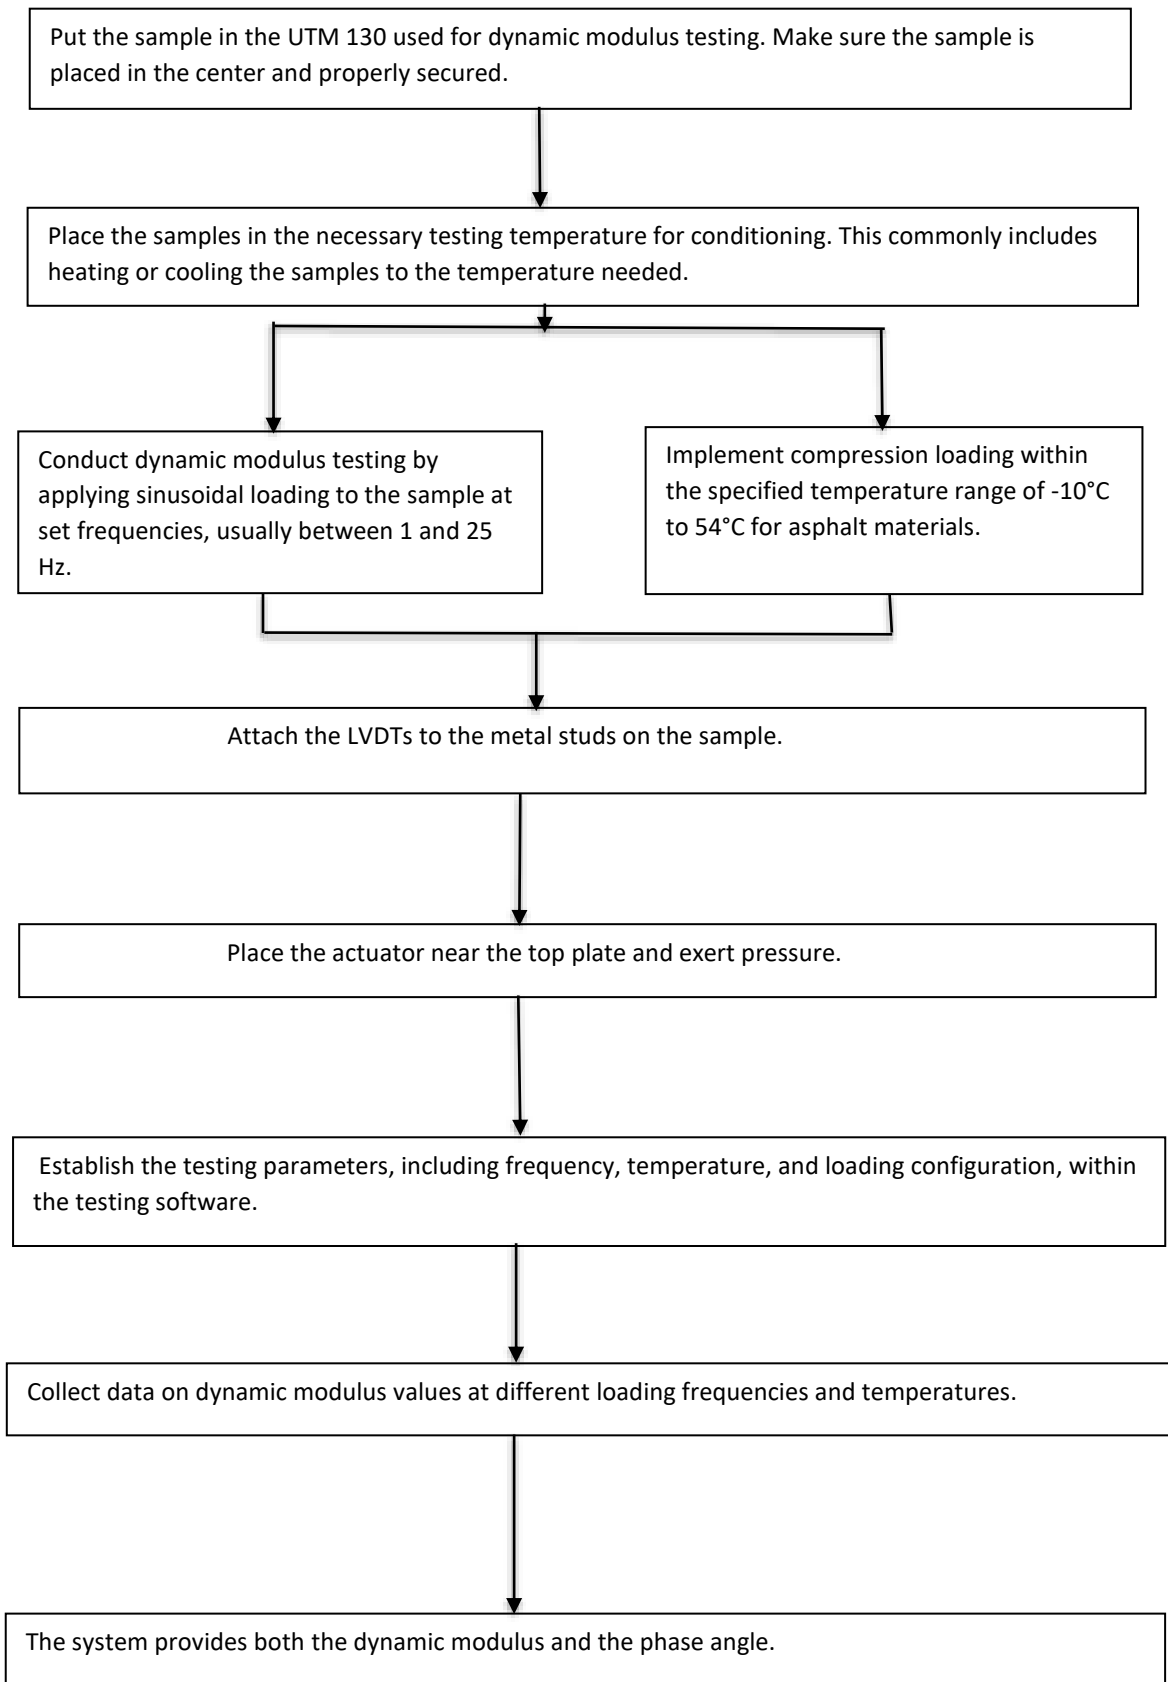 Put the sample in the UTM 130 used for dynamic modulus testing. Make sure the sample is
placed in the center and properly secured.
Place the samples in the necessary testing temperature for conditioning. This commonly includes
heating or cooling the samples to the temperature needed.
Conduct dynamic modulus testing by
applying sinusoidal loading to the sample at
set frequencies, usually between 1 and 25
Hz.
Implement compression loading within
the specified temperature range of -10°C
to 54°C for asphalt materials.
Attach the LVDTs to the metal studs on the sample.
Place the actuator near the top plate and exert pressure.
Establish the testing parameters, including frequency, temperature, and loading configuration, within
the testing software.
Collect data on dynamic modulus values at different loading frequencies and temperatures.
The system provides both the dynamic modulus and the phase angle.